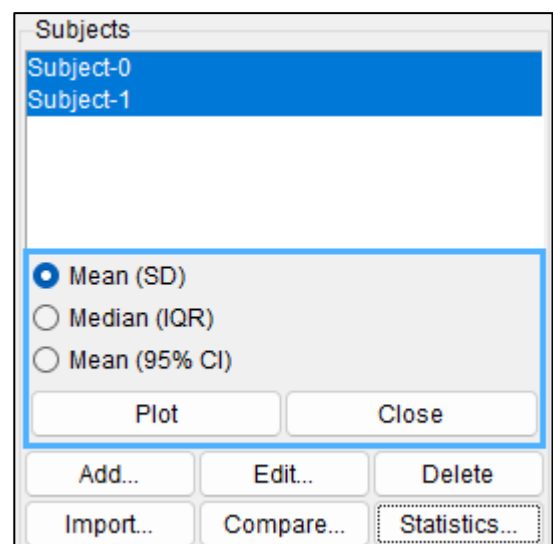 Subjects
Subject-0
Subject-1
Mean (SD)
Median (IQR)
Mean (95% CI)
Plot Close
Add... Edit... Delete
Import... Compare... Statistics...